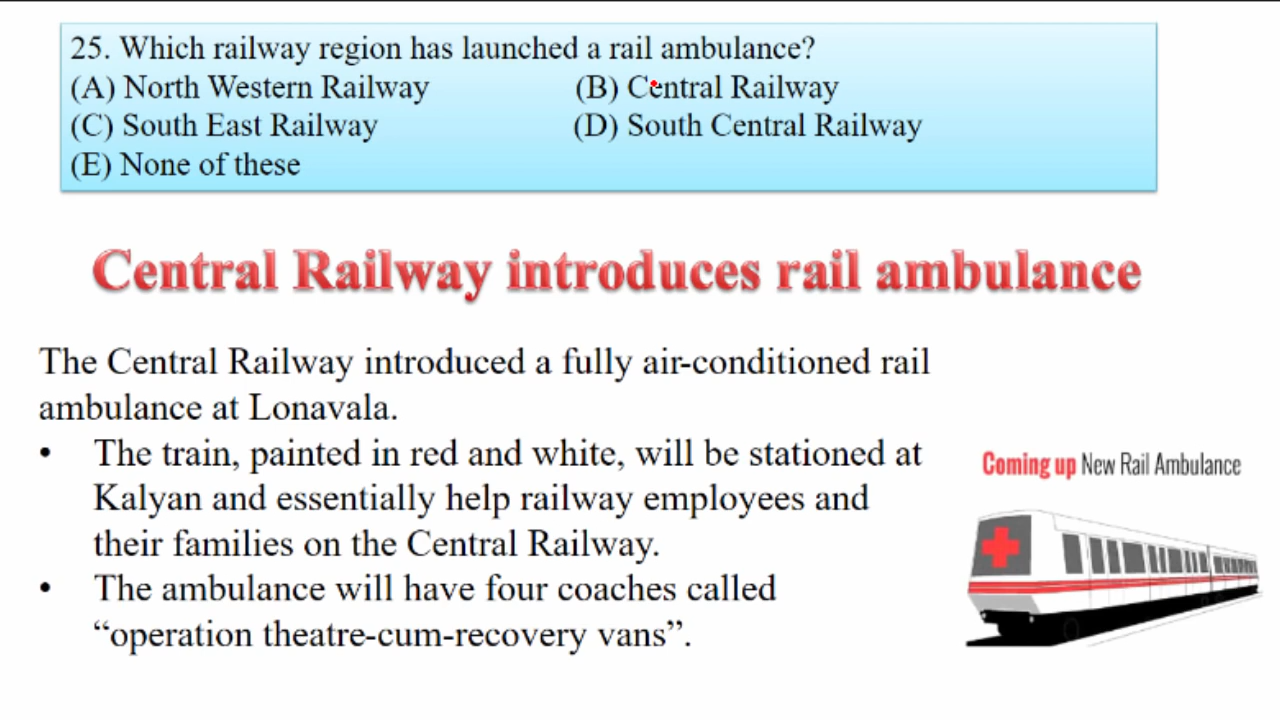 25. Which railway region has launched a rail ambulance?
(A) North Western Railway (B) Central Railway
(C) South East Railway (D) South Central Railway
(E) None of these
Central Railway introduces rail ambulance
The Central Railway introduced a fully air-conditioned rail
ambulance at Lonavala.
• The train, painted in red and white, will be stationed at
Kalyan and essentially help railway employees and
their families on the Central Railway.
• The ambulance will have four coaches called
“operation theatre-cum-recovery vans”.
Coming up New Rail Ambulance